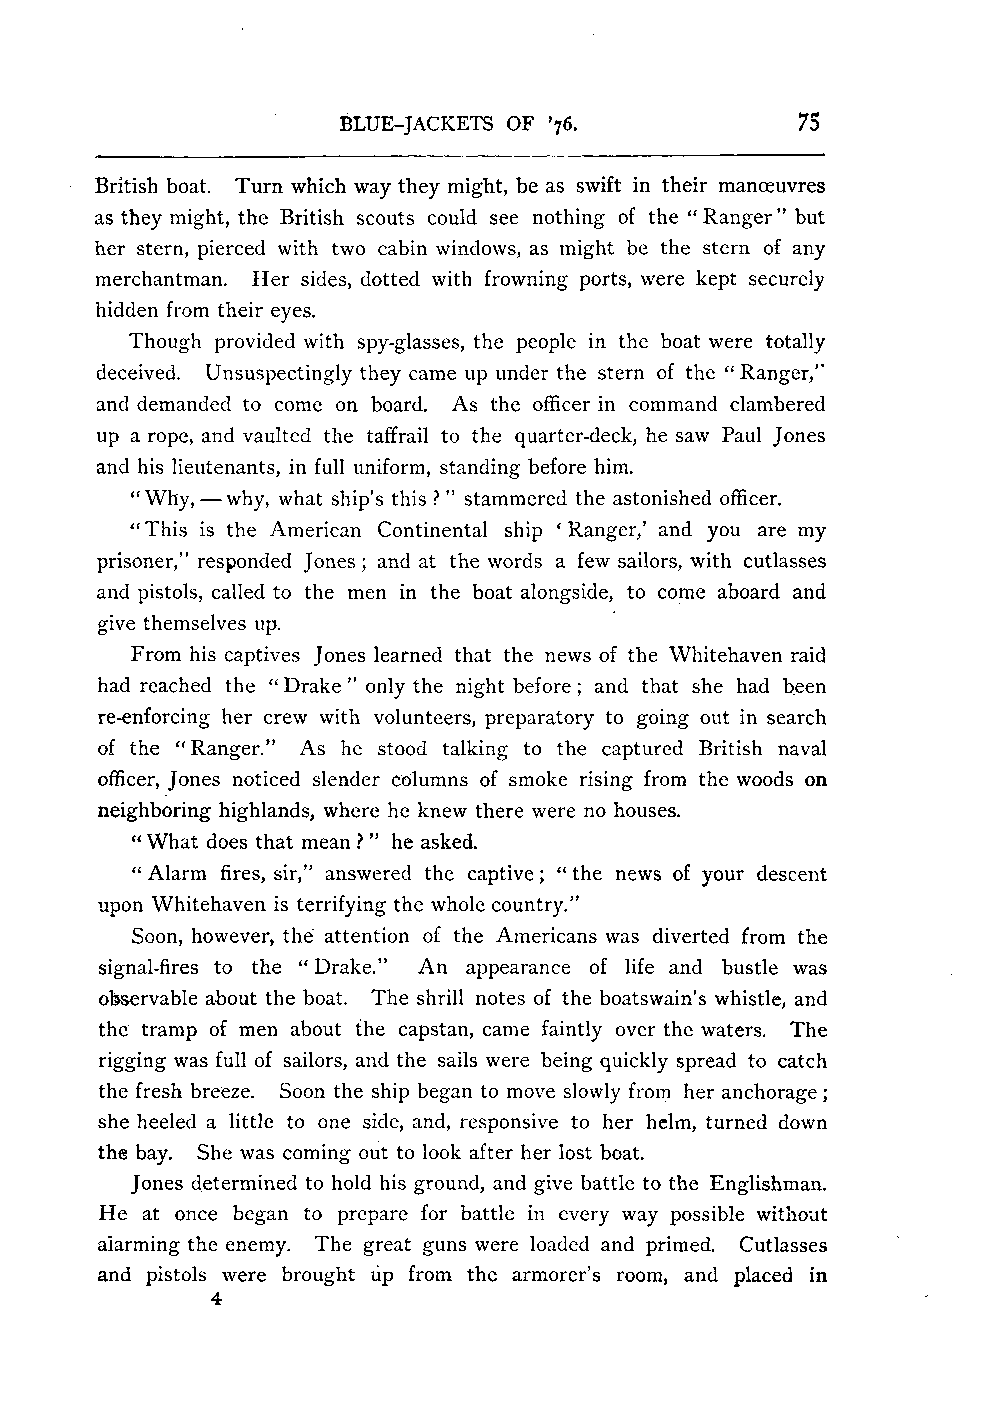 BLUE-JACKETS OF '76. 75
British boat. Turn which way they might, be as swift in their manœuvres
as they might, the British scouts could see nothing of the "Ranger" but
her stern, pierced with two cabin windows, as might be the stern of any
merchantman. Her sides, dotted with frowning ports, were kept securely
hidden from their eyes.
Though provided with spy-glasses, the people in the boat were totally
deceived. Unsuspectingly they came up under the stern of the "Ranger,"
and demanded to come on board. As the officer in command clambered
up a rope, and vaulted the taffrail to the quarter-deck, he saw Paul Jones
and his lieutenants, in full uniform, standing before him.
"Why, — why, what ship's this?" stammered the astonished officer.
"This is the American Continental ship 'Ranger,' and you are my
prisoner," responded Jones; and at the words a few sailors, with cutlasses
and pistols, called to the men in the boat alongside, to come aboard and
give themselves up.
From his captives Jones learned that the news of the Whitehaven raid
had reached the "Drake" only the night before; and that she had been
re-enforcing her crew with volunteers, preparatory to going out in search
of the "Ranger." As he stood talking to the captured British naval
officer, Jones noticed slender columns of smoke rising from the woods on
neighboring highlands, where he knew there were no houses.
"What does that mean?" he asked.
"Alarm fires, sir," answered the captive; "the news of your descent
upon Whitehaven is terrifying the whole country."
Soon, however, the attention of the Americans was diverted from the
signal-fires to the "Drake." An appearance of life and bustle was
observable about the boat. The shrill notes of the boatswain's whistle, and
the tramp of men about the capstan, came faintly over the waters. The
rigging was full of sailors, and the sails were being quickly spread to catch
the fresh breeze. Soon the ship began to move slowly from her anchorage;
she heeled a little to one side, and, responsive to her helm, turned down
the bay. She was coming out to look after her lost boat.
Jones determined to hold his ground, and give battle to the Englishman.
He at once began to prepare for battle in every way possible without
alarming the enemy. The great guns were loaded and primed. Cutlasses
and pistols were brought up from the armorer's room, and placed in
4